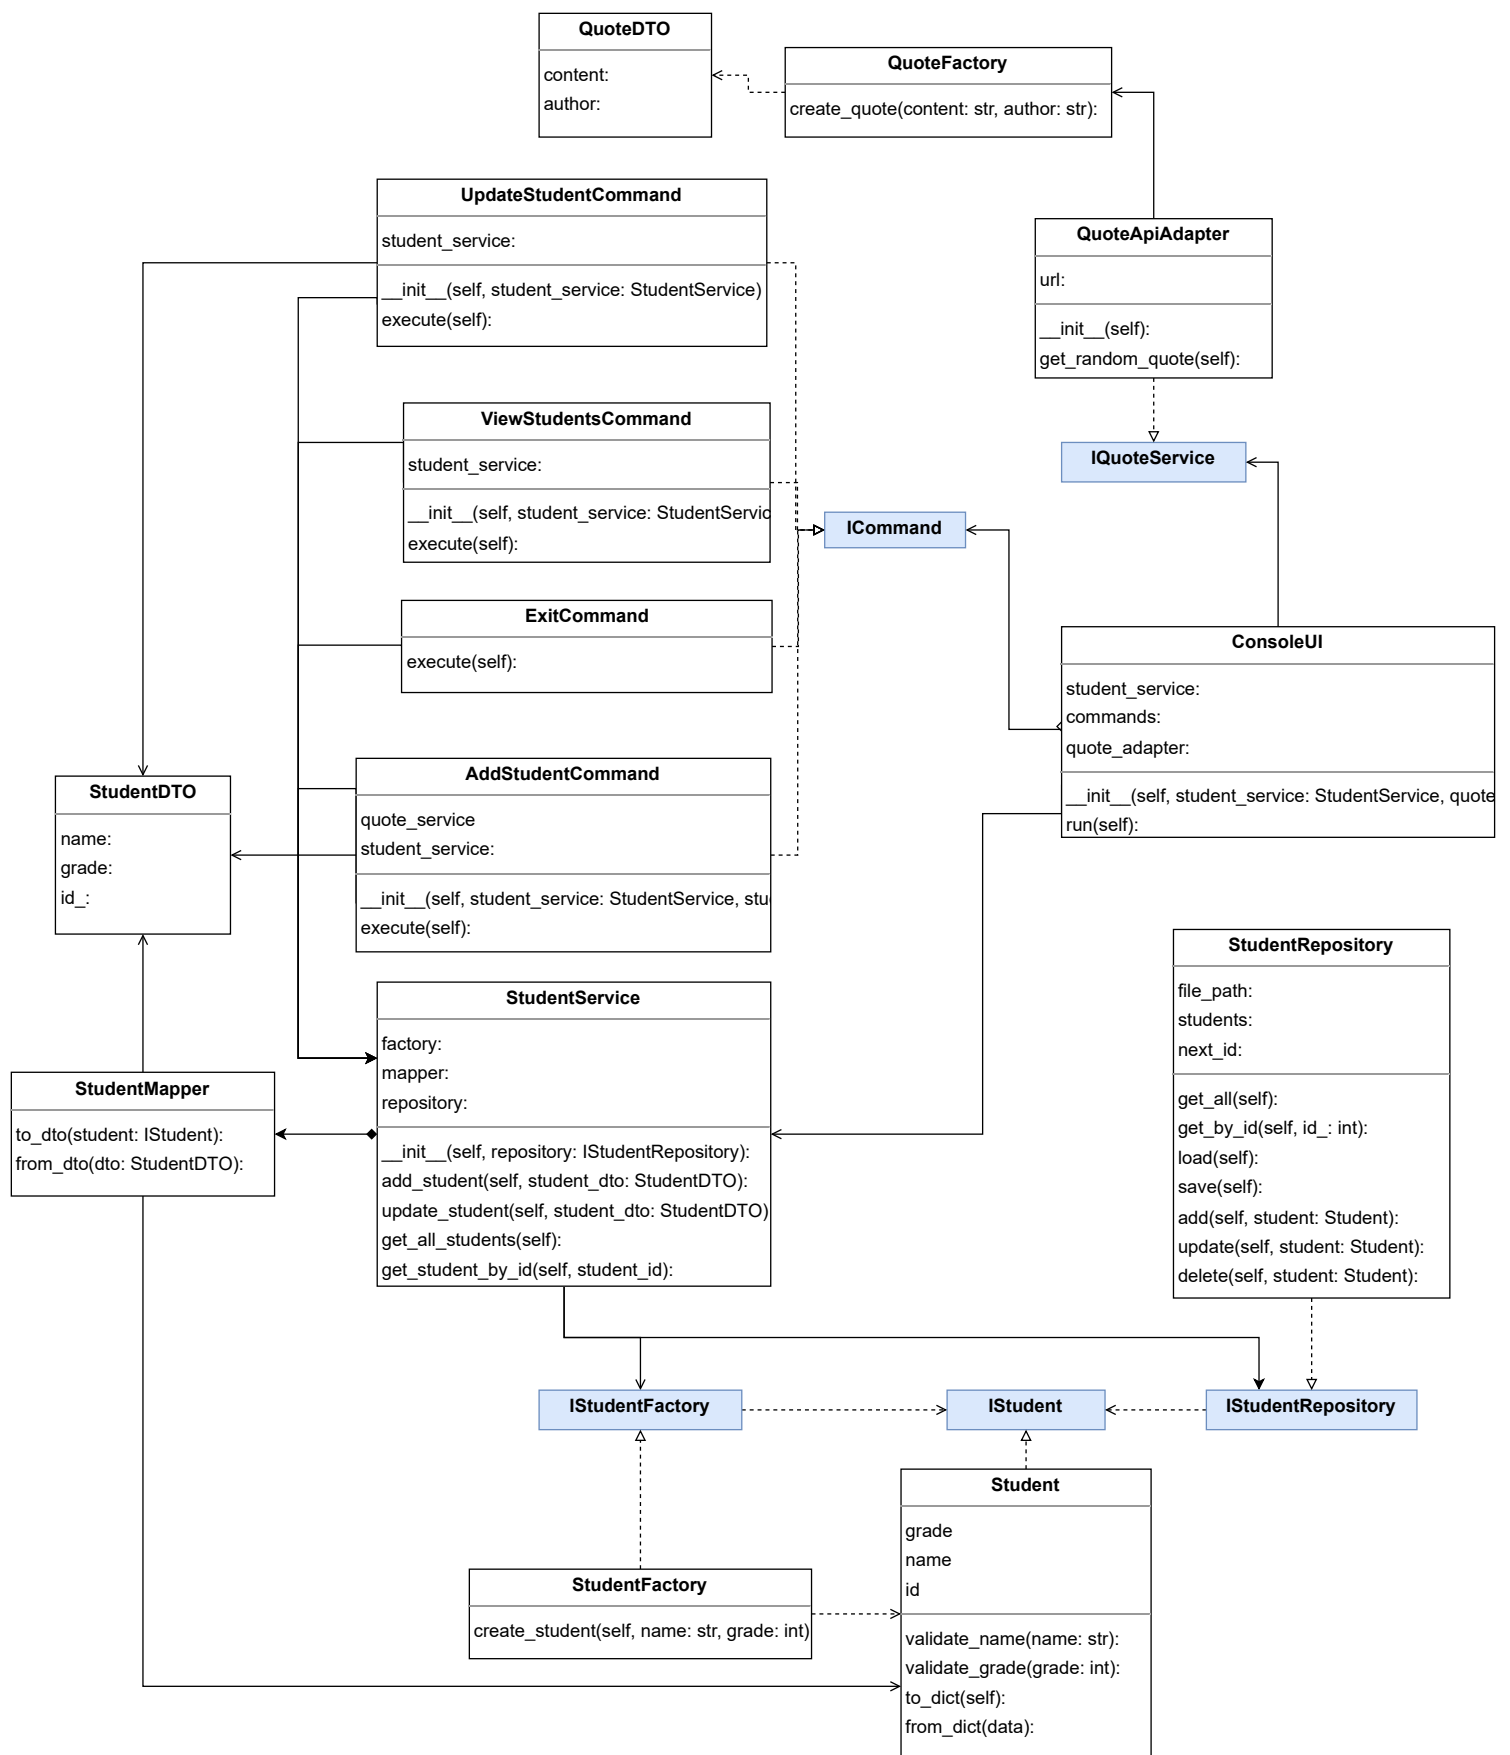 QuoteDTO
content:
author:
QuoteFactory
create_quote(content: str, author: str):
UpdateStudentCommand
student_service:
__init__(self, student_service: StudentService)
execute(self):
QuoteApiAdapter
url:
__init__(self):
get_random_quote(self):
ViewStudentsCommand
student_service:
__init__(self, student_service: StudentServic
execute(self):
IQuoteService
ICommand
ExitCommand
execute(self):
ConsoleUI
student_service:
commands:
quote_adapter:
__init__(self, student_service: StudentService, quote
run(self):
StudentDTO
name:
grade:
id_:
AddStudentCommand
quote_service
student_service:
__init__(self, student_service: StudentService, stu
execute(self):
StudentRepository
file_path:
students:
next_id:
get_all(self):
get_by_id(self, id_: int):
load(self):
save(self):
add(self, student: Student):
update(self, student: Student):
delete(self, student: Student):
StudentService
factory:
mapper:
repository:
__init__(self, repository: IStudentRepository):
add_student(self, student_dto: StudentDTO):
update_student(self, student_dto: StudentDTO)
get_all_students(self):
get_student_by_id(self, student_id):
StudentMapper
to_dto(student: IStudent):
from_dto(dto: StudentDTO):
IStudentFactory
IStudent
IStudentRepository
Student
grade
name
id
validate_name(name: str):
validate_grade(grade: int):
to_dict(self):
from_dict(data):
StudentFactory
create_student(self, name: str, grade: int)